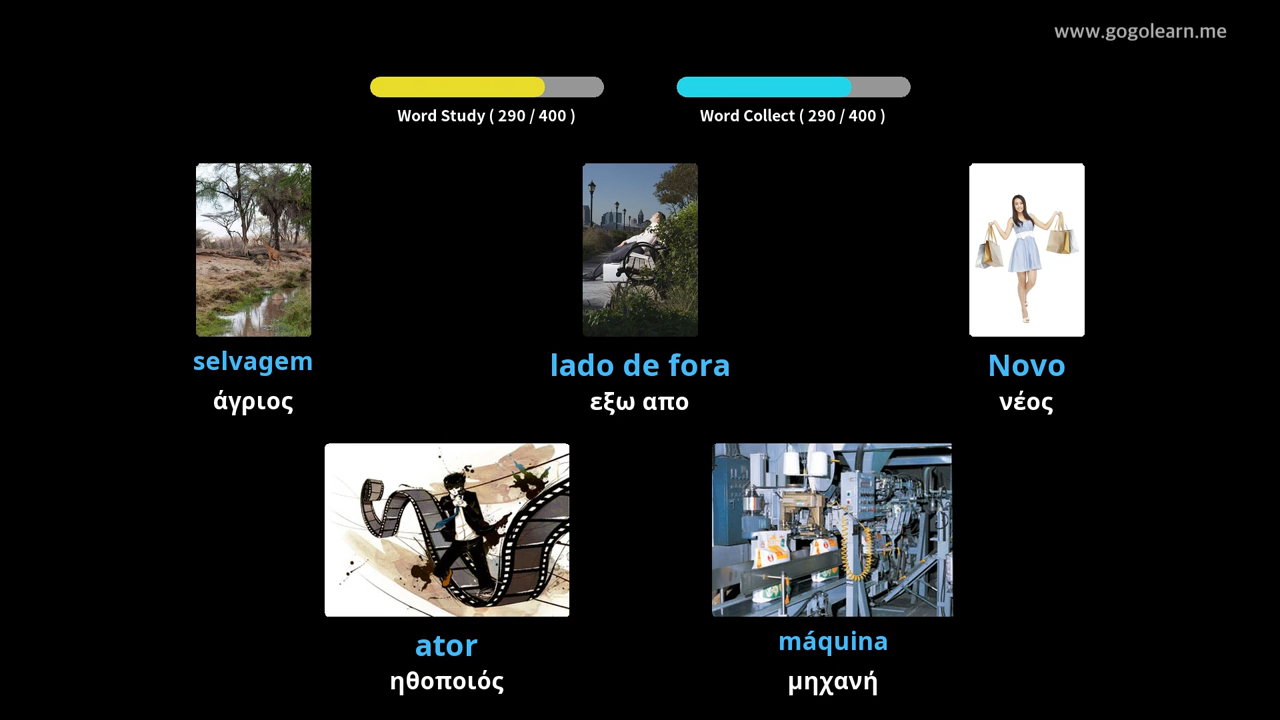 www.gogolearn.me
Word Study ( 290 / 400 )
Word Collect ( 290 / 400 )
selvagem
άγριος
lado de fora
εξω απο
Novo
νέος
ator
ηθοποιός
máquina
μηχανή